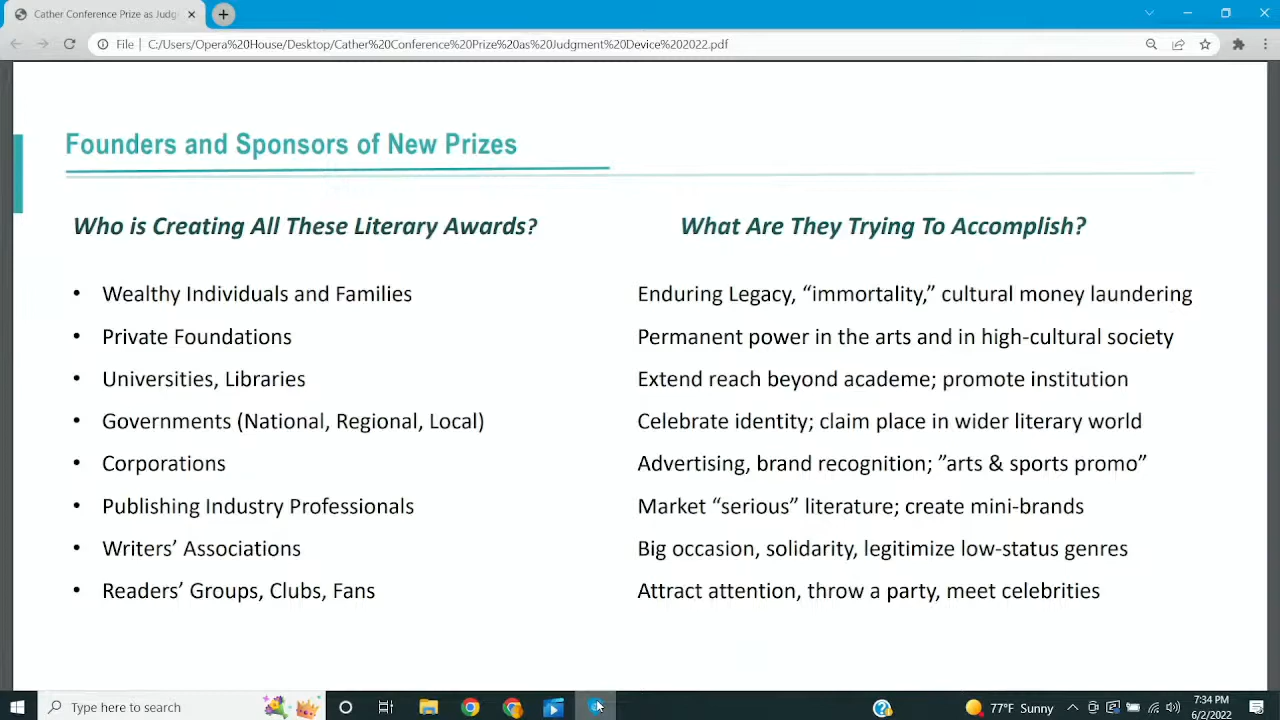 Cather Conference Prize as Judg
File
C:/Users/Opera%20House/Desktop/Cather%20Conference%20Prize%20as%20Judgment%20Device%202022.pdf
Founders and Sponsors of New Prizes
Who is Creating All These Literary Awards?
What Are They Trying To Accomplish?
• Wealthy Individuals and Families
Enduring Legacy, “immortality,” cultural money laundering
• Private Foundations
Permanent power in the arts and in high-cultural society
• Universities, Libraries
Extend reach beyond academe; promote institution
• Governments (National, Regional, Local)
Celebrate identity; claim place in wider literary world
• Corporations
Advertising, brand recognition; ”arts & sports promo”
• Publishing Industry Professionals
Market “serious” literature; create mini-brands
• Writers’ Associations
Big occasion, solidarity, legitimize low-status genres
• Readers’ Groups, Clubs, Fans
Attract attention, throw a party, meet celebrities
Type here to search
77°F Sunny
7:34 PM
6/2/2022